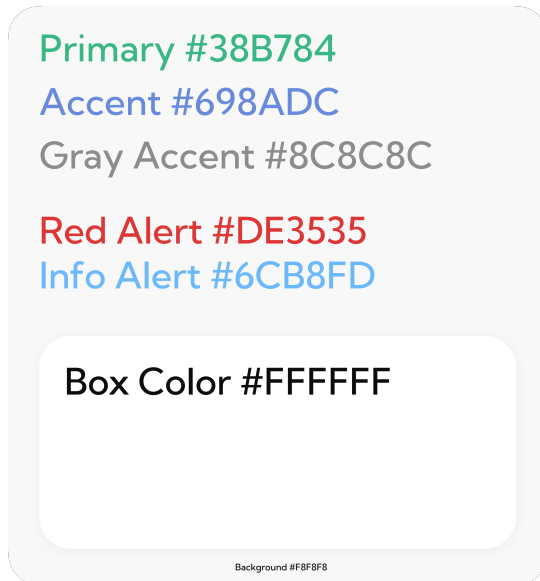 Primary #38B784
Accent #698ADC
Gray Accent #8C8C8C
Red Alert #DE3535
Info Alert #6CB8FD
Box Color #FFFFFF
Background #F8F8F8